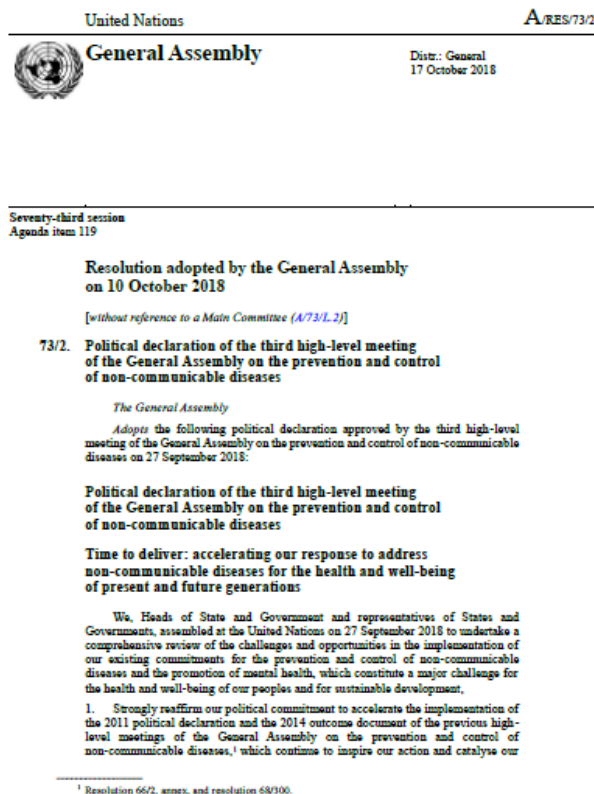 United Nations
A/RES/73/2
General Assembly
Distr.: General
17 October 2018
Seventy-third session
Agenda item 119
Resolution adopted by the General Assembly
on 10 October 2018
[without reference to a Main Committee (A/73/L.2)]
73/2. Political declaration of the third high-level meeting
of the General Assembly on the prevention and control
of non-communicable diseases
The General Assembly
Adopts the following political declaration approved by the third high-level
meeting of the General Assembly on the prevention and control of non-communicable
diseases on 27 September 2018:
Political declaration of the third high-level meeting
of the General Assembly on the prevention and control
of non-communicable diseases
Time to deliver: accelerating our response to address
non-communicable diseases for the health and well-being
of present and future generations
We, Heads of State and Government and representatives of States and
Governments, assembled at the United Nations on 27 September 2018 to undertake a
comprehensive review of the challenges and opportunities in the implementation of
our existing commitments for the prevention and control of non-communicable
diseases and the promotion of mental health, which constitute a major challenge for
the health and well-being of our peoples and for sustainable development,
1. Strongly reaffirm our political commitment to accelerate the implementation of
the 2011 political declaration and the 2014 outcome document of the previous high-
level meetings of the General Assembly on the prevention and control of
non-communicable diseases,¹ which continue to inspire our action and catalyse our
¹ Resolution 66/2, annex, and resolution 68/300.